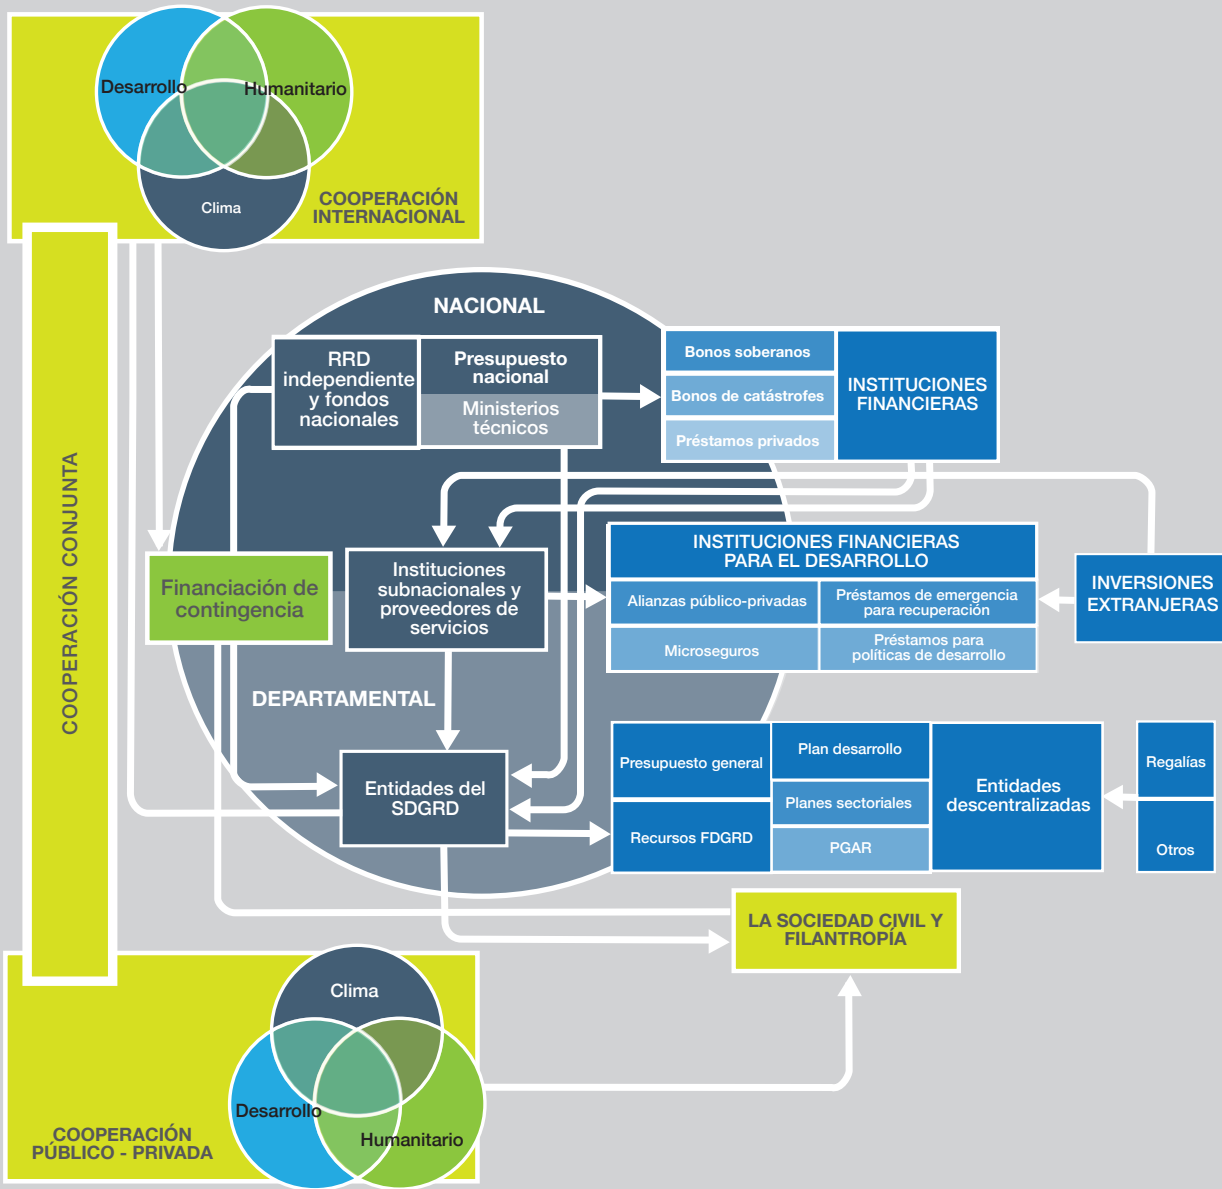 Desarrollo
Humanitario
Clima
COOPERACIÓN
INTERNACIONAL
COOPERACIÓN CONJUNTA
NACIONAL
RRD
independiente
y fondos
nacionales
Presupuesto
nacional
Ministerios
técnicos
Bonos soberanos
Bonos de catástrofes
Préstamos privados
INSTITUCIONES
FINANCIERAS
Financiación de
contingencia
Instituciones
subnacionales y
proveedores de
servicios
INSTITUCIONES FINANCIERAS
PARA EL DESARROLLO
Alianzas público-privadas
Préstamos de emergencia
para recuperación
Microseguros
Préstamos para
políticas de desarrollo
INVERSIONES
EXTRANJERAS
DEPARTAMENTAL
Entidades del
SDGRD
Presupuesto general
Recursos FDGRD
Plan desarrollo
Planes sectoriales
PGAR
Entidades
descentralizadas
Regalías
Otros
LA SOCIEDAD CIVIL Y
FILANTROPÍA
Clima
Desarrollo
Humanitario
COOPERACIÓN
PÚBLICO - PRIVADA